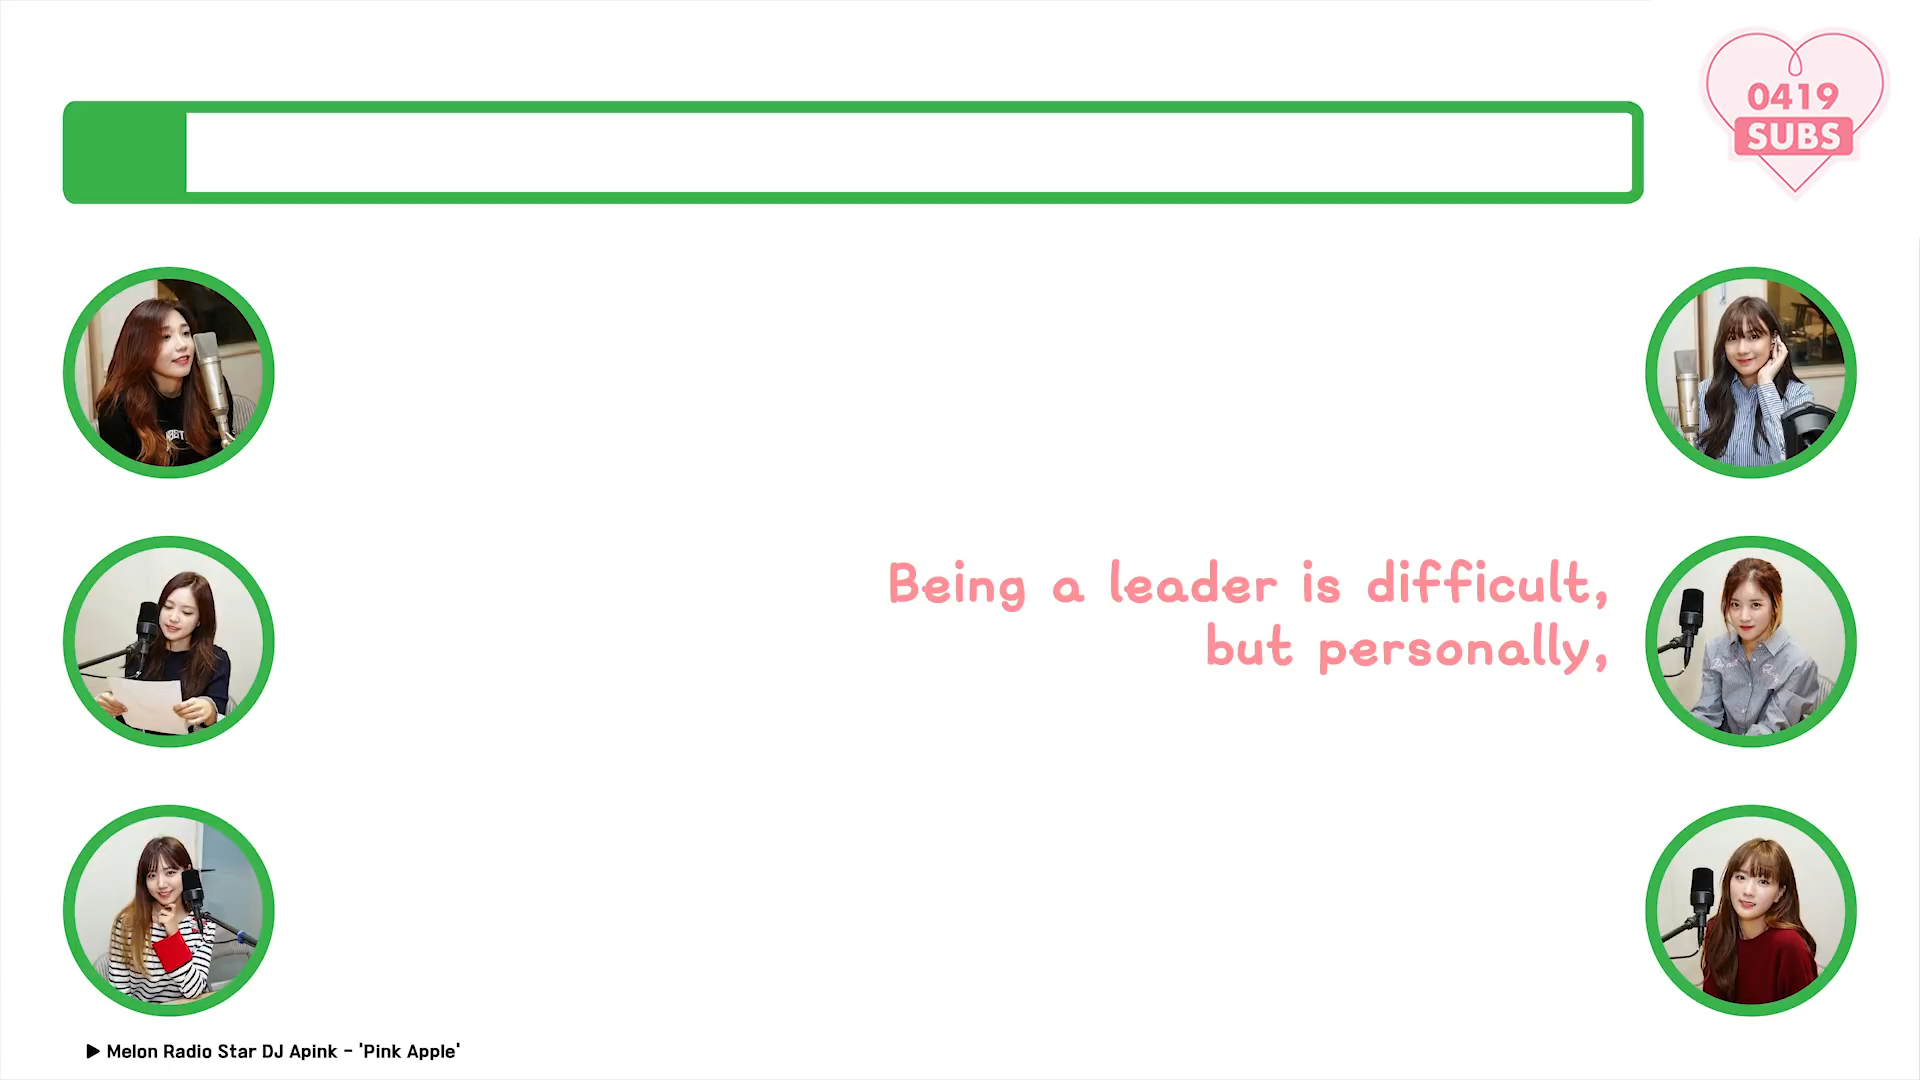 0419
SUBS
Being a leader is difficult,
but personally,
▶ Melon Radio Star DJ Apink - 'Pink Apple'